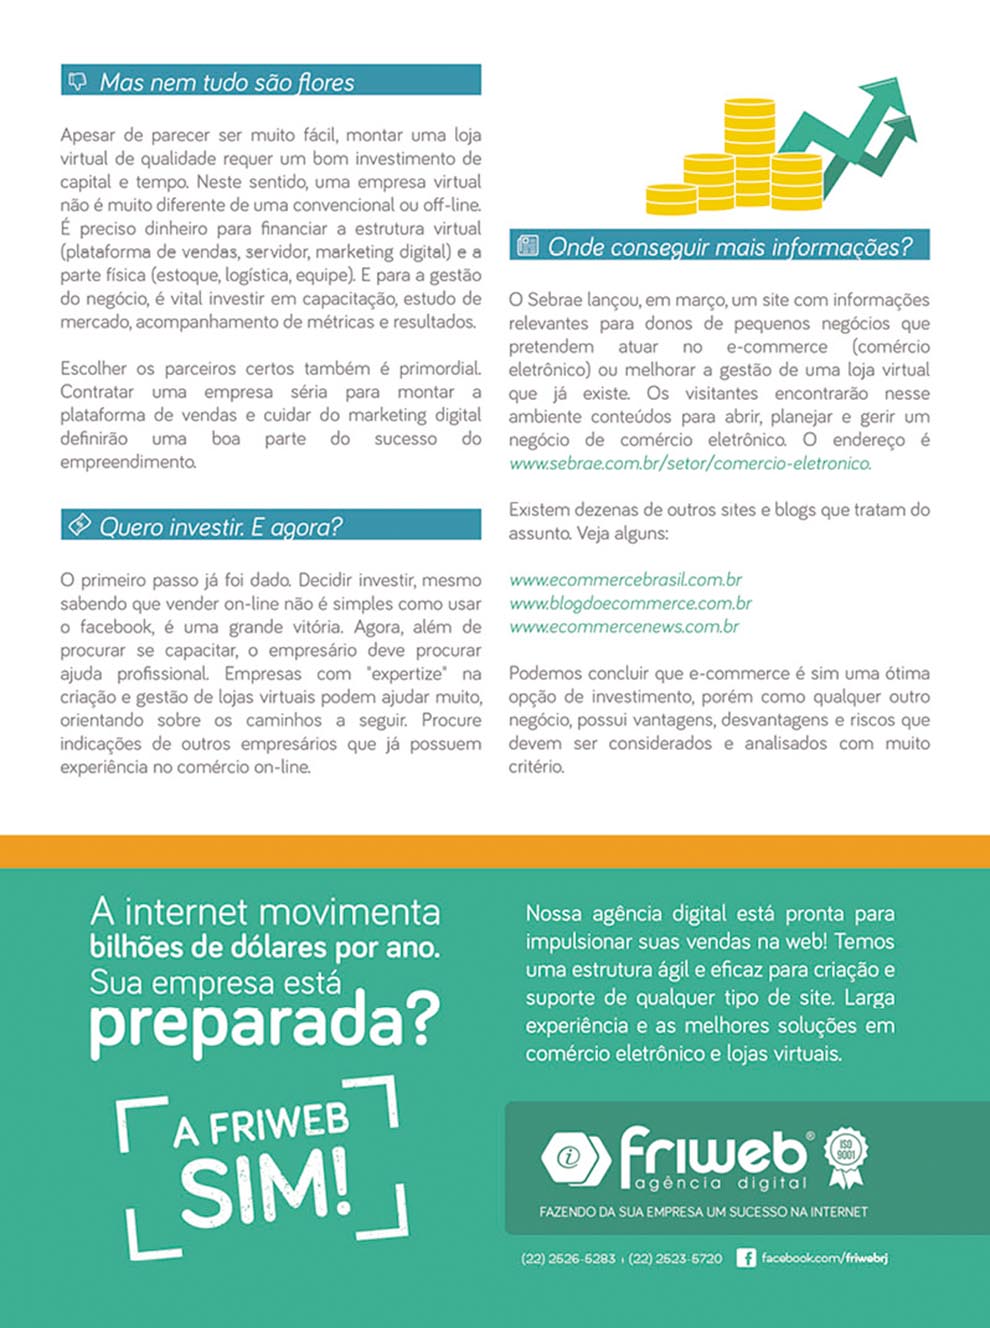 Mas nem tudo são flores
Apesar de parecer ser muito fácil, montar uma loja
virtual de qualidade requer um bom investimento de
capital e tempo. Neste sentido, uma empresa virtual
não é muito diferente de uma convencional ou off-line.
É preciso dinheiro para financiar a estrutura virtual
(plataforma de vendas, servidor, marketing digital) e a
parte física (estoque, logística, equipe). E para a gestão
do negócio, é vital investir em capacitação, estudo de
mercado, acompanhamento de métricas e resultados.
Escolher os parceiros certos também é primordial.
Contratar uma empresa séria para montar a
plataforma de vendas e cuidar do marketing digital
definirão uma boa parte do sucesso do
empreendimento.
Quero investir. E agora?
O primeiro passo já foi dado. Decidir investir, mesmo
sabendo que vender on-line não é simples como usar
o facebook, é uma grande vitória. Agora, além de
procurar se capacitar, o empresário deve procurar
ajuda profissional. Empresas com "expertize" na
criação e gestão de lojas virtuais podem ajudar muito,
orientando sobre os caminhos a seguir. Procure
indicações de outros empresários que já possuem
experiência no comércio on-line.
Onde conseguir mais informações?
O Sebrae lançou, em março, um site com informações
relevantes para donos de pequenos negócios que
pretendem atuar no e-commerce (comércio
eletrônico) ou melhorar a gestão de uma loja virtual
que já existe. Os visitantes encontrarão nesse
ambiente conteúdos para abrir, planejar e gerir um
negócio de comércio eletrônico. O endereço é
www.sebrae.com.br/setor/comercio-eletronico.
Existem dezenas de outros sites e blogs que tratam do
assunto. Veja alguns:
www.ecommercebrasil.com.br
www.blogdoecommerce.com.br
www.ecommercenews.com.br
Podemos concluir que e-commerce é sim uma ótima
opção de investimento, porém como qualquer outro
negócio, possui vantagens, desvantagens e riscos que
devem ser considerados e analisados com muito
critério.
A internet movimenta
bilhões de dólares por ano.
Sua empresa está
preparada?
A FRIWEB
SIM!
Nossa agência digital está pronta para
impulsionar suas vendas na web! Temos
uma estrutura ágil e eficaz para criação e
suporte de qualquer tipo de site. Larga
experiência e as melhores soluções em
comércio eletrônico e lojas virtuais.
i friweb®
agência digital
ISO
9001
FAZENDO DA SUA EMPRESA UM SUCESSO NA INTERNET
(22) 2526-5283 | (22) 2523-5720 f facebook.com/friwebrj